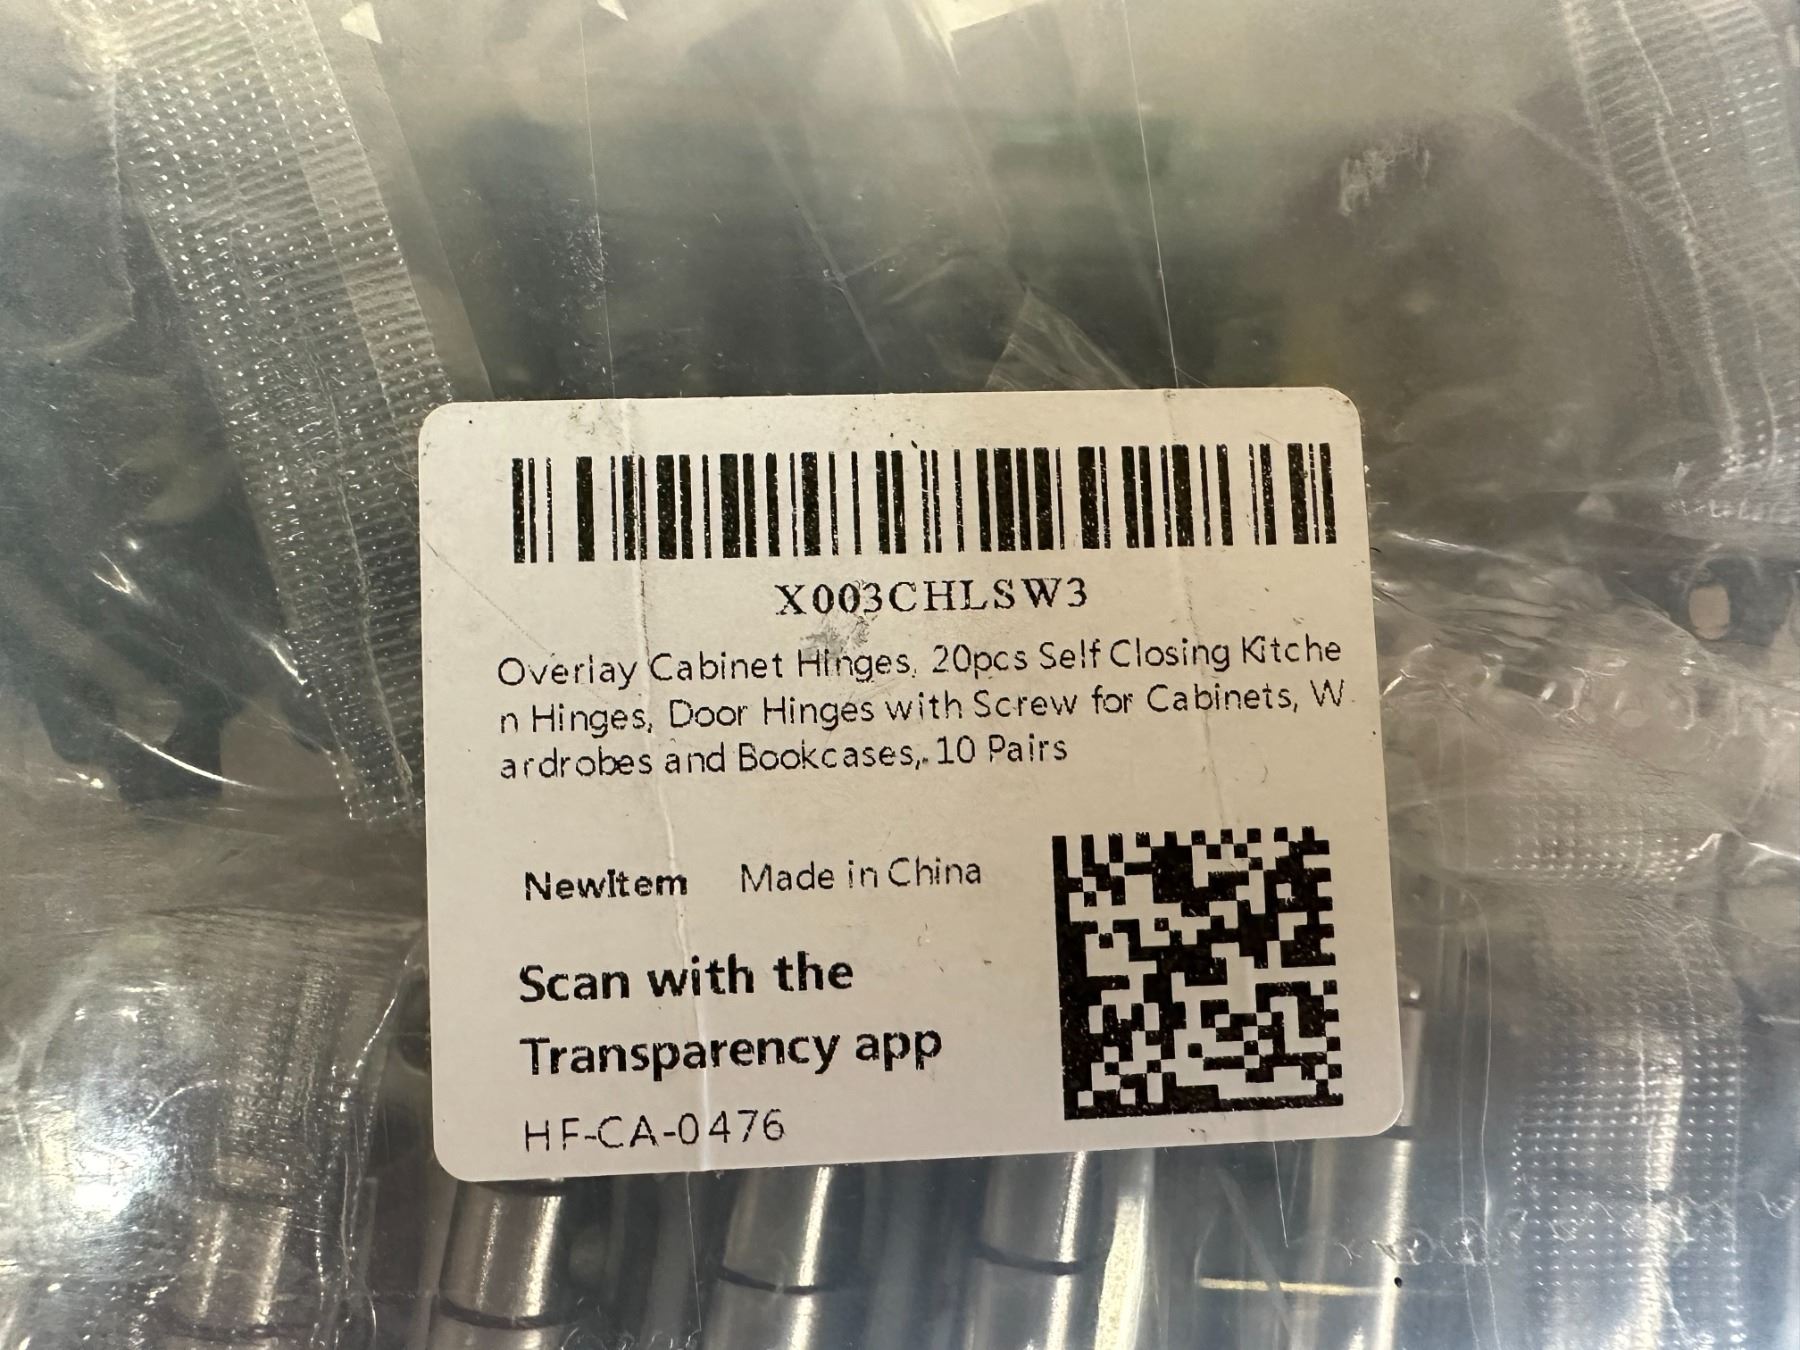 X003CHLSW3
Overlay Cabinet Hinges, 20pcs Self Closing Kitche
n Hinges, Door Hinges with Screw for Cabinets, W
ardrobes and Bookcases, 10 Pairs
NewItem Made in China
Scan with the
Transparency app
HF-CA-0476